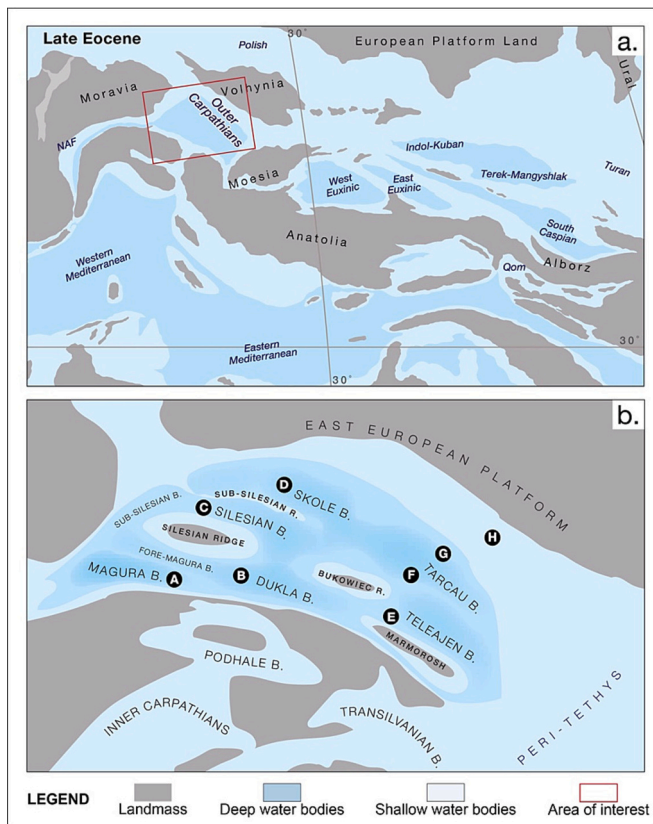 Late Eocene
30°
a.
Polish
European Platform Land
Ural
Moravia
Volhynia
Outer
Carpathians
NAF
Indol-Kuban
Moesia
West
Euxinic
East
Euxinic
Terek-Mangyshlak
Turan
Anatolia
South
Caspian
Western
Mediterranean
Qom
Alborz
Eastern
Mediterranean
30°
30°
b.
EAST EUROPEAN PLATFORM
SUB-SILESIAN B.
SUB-SILESIAN R.
D
SKOLE B.
C
SILESIAN B.
H
SILESIAN RIDGE
G
FORE-MAGURA B.
MAGURA B.
A
B
DUKLA B.
BUKOWIEC R.
F
TARCAU B.
E
TELEAJEN B.
MARMOROSH
PODHALE B.
INNER CARPATHIANS
TRANSILVANIAN B.
PERI-TETHYS
LEGEND
Landmass
Deep water bodies
Shallow water bodies
Area of interest